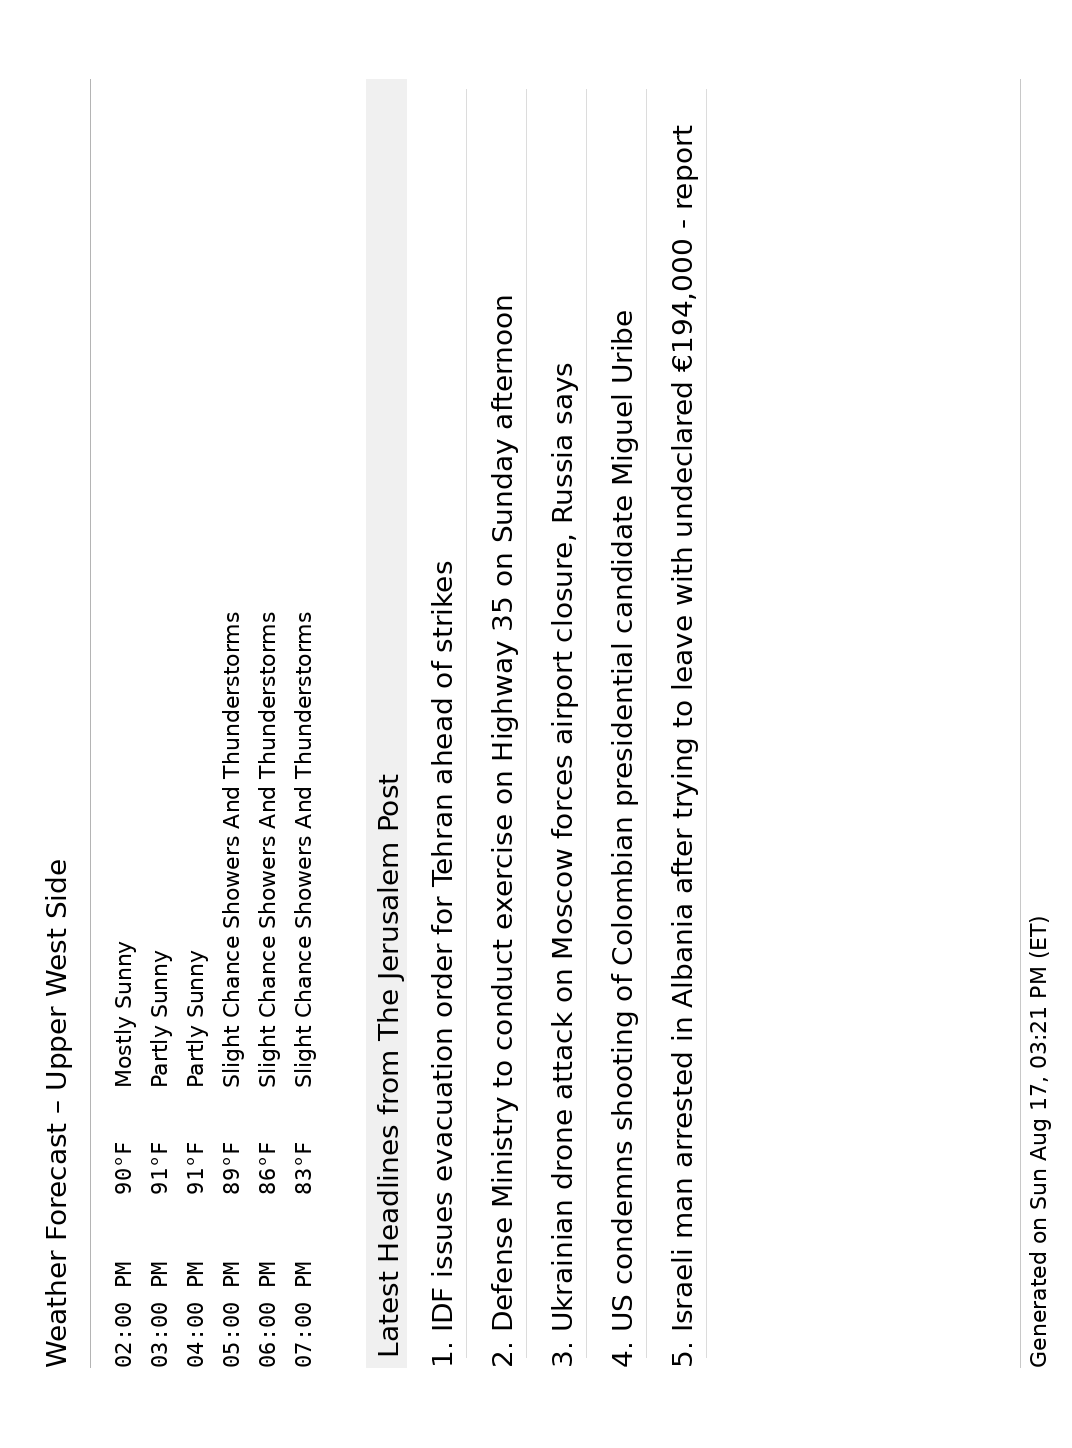 Weather Forecast – Upper West Side
02:00 PM 90°F Mostly Sunny
03:00 PM 91°F Partly Sunny
04:00 PM 91°F Partly Sunny
05:00 PM 89°F Slight Chance Showers And Thunderstorms
06:00 PM 86°F Slight Chance Showers And Thunderstorms
07:00 PM 83°F Slight Chance Showers And Thunderstorms
Latest Headlines from The Jerusalem Post
1. IDF issues evacuation order for Tehran ahead of strikes
2. Defense Ministry to conduct exercise on Highway 35 on Sunday afternoon
3. Ukrainian drone attack on Moscow forces airport closure, Russia says
4. US condemns shooting of Colombian presidential candidate Miguel Uribe
5. Israeli man arrested in Albania after trying to leave with undeclared €194,000 - report
Generated on Sun Aug 17, 03:21 PM (ET)